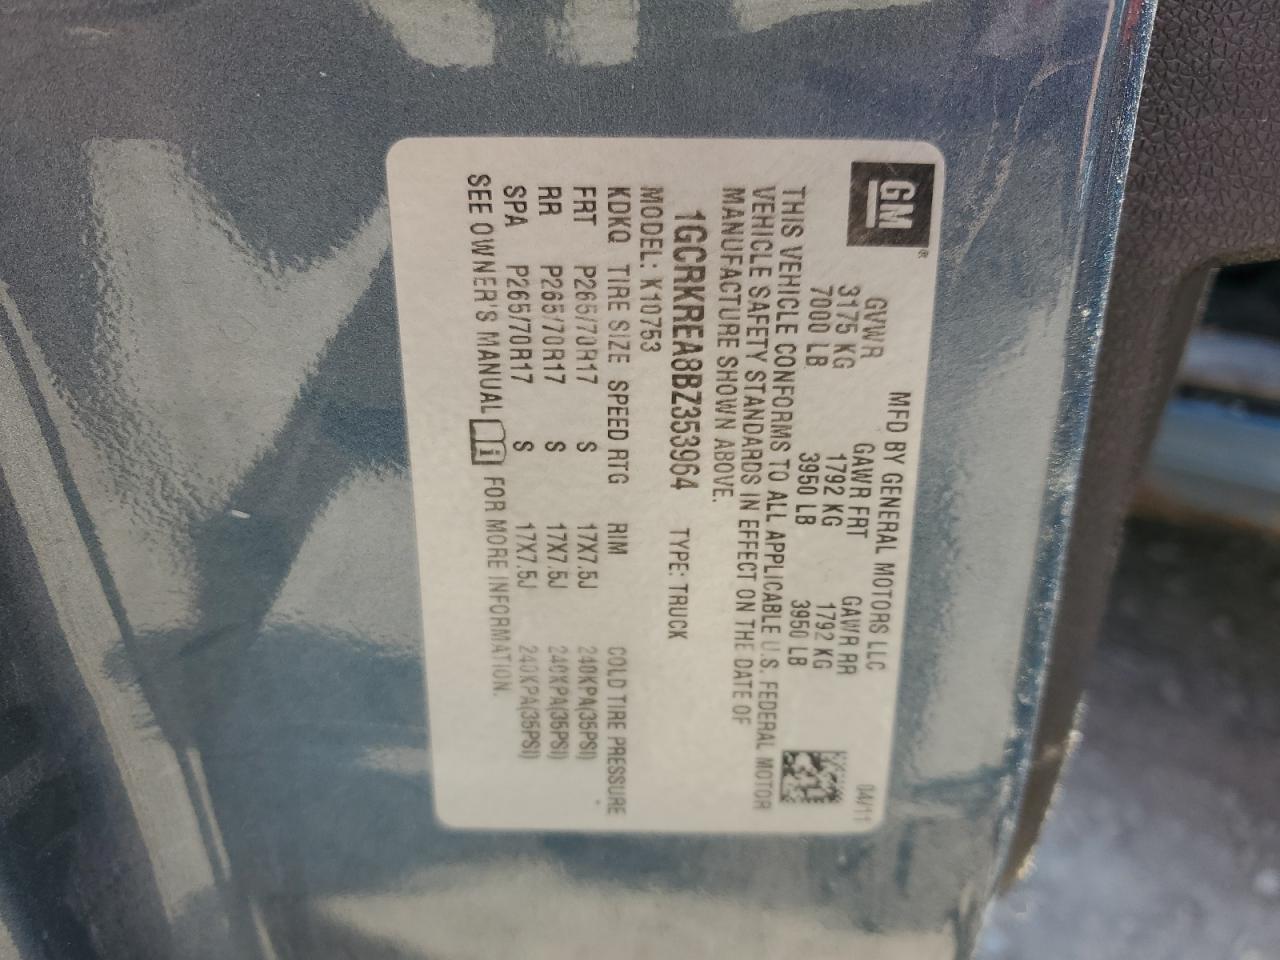 GM®
MFD BY GENERAL MOTORS LLC
04/11
GVWR GAWR FRT GAWR RR
3175 KG 1792 KG 1792 KG
7000 LB 3950 LB 3950 LB
THIS VEHICLE CONFORMS TO ALL APPLICABLE U.S. FEDERAL MOTOR
VEHICLE SAFETY STANDARDS IN EFFECT ON THE DATE OF
MANUFACTURE SHOWN ABOVE.
1GCRKREA8BZ353964 TYPE: TRUCK
MODEL: K10753
KDKQ TIRE SIZE SPEED RTG RIM COLD TIRE PRESSURE
FRT P265/70R17 S 17X7.5J 240KPA(35PSI)
RR P265/70R17 S 17X7.5J 240KPA(35PSI)
SPA P265/70R17 S 17X7.5J 240KPA(35PSI)
SEE OWNER'S MANUAL i FOR MORE INFORMATION.